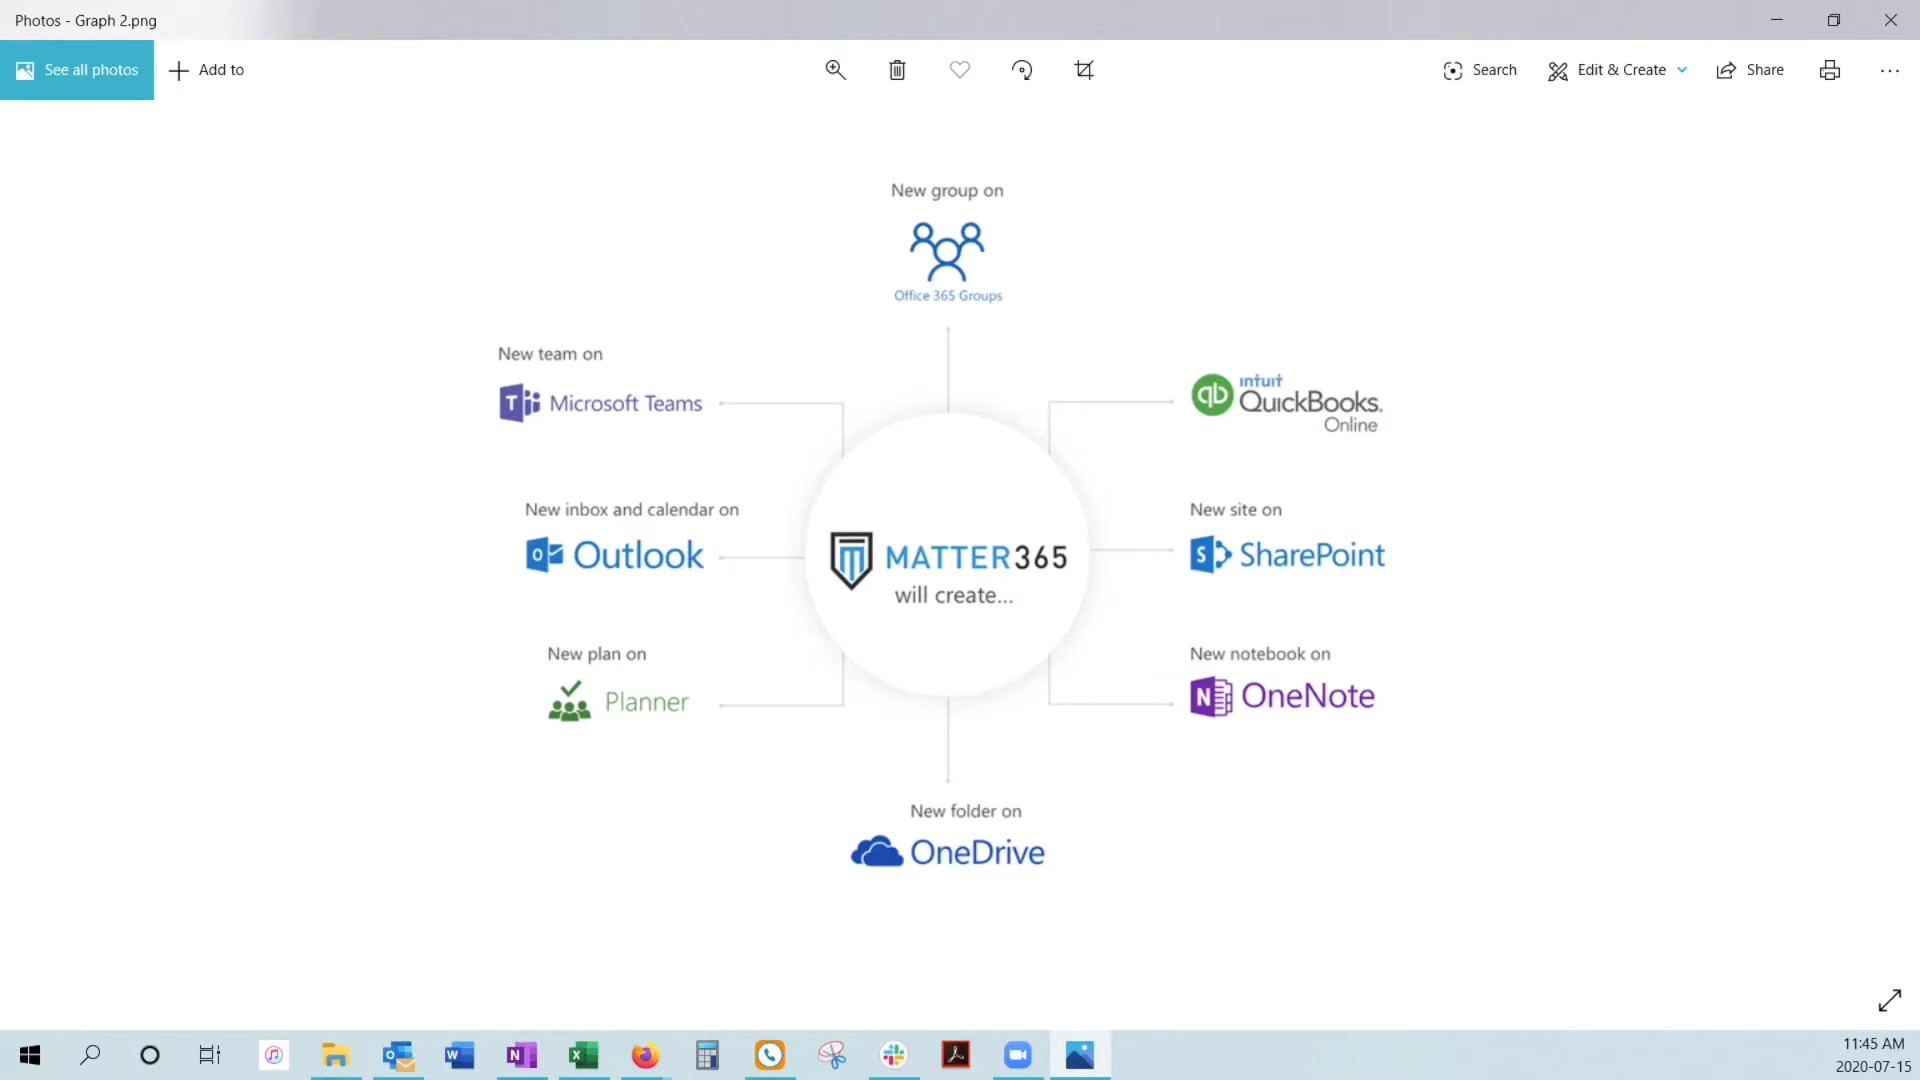 Photos - Graph 2.png
See all photos
Add to
Search
Edit & Create
Share
New group on
Office 365 Groups
New team on
Microsoft Teams
intuit
qb
QuickBooks.
Online
New inbox and calendar on
Outlook
New site on
SharePoint
MATTER365
will create...
New plan on
Planner
New notebook on
OneNote
New folder on
OneDrive
11:45 AM
2020-07-15